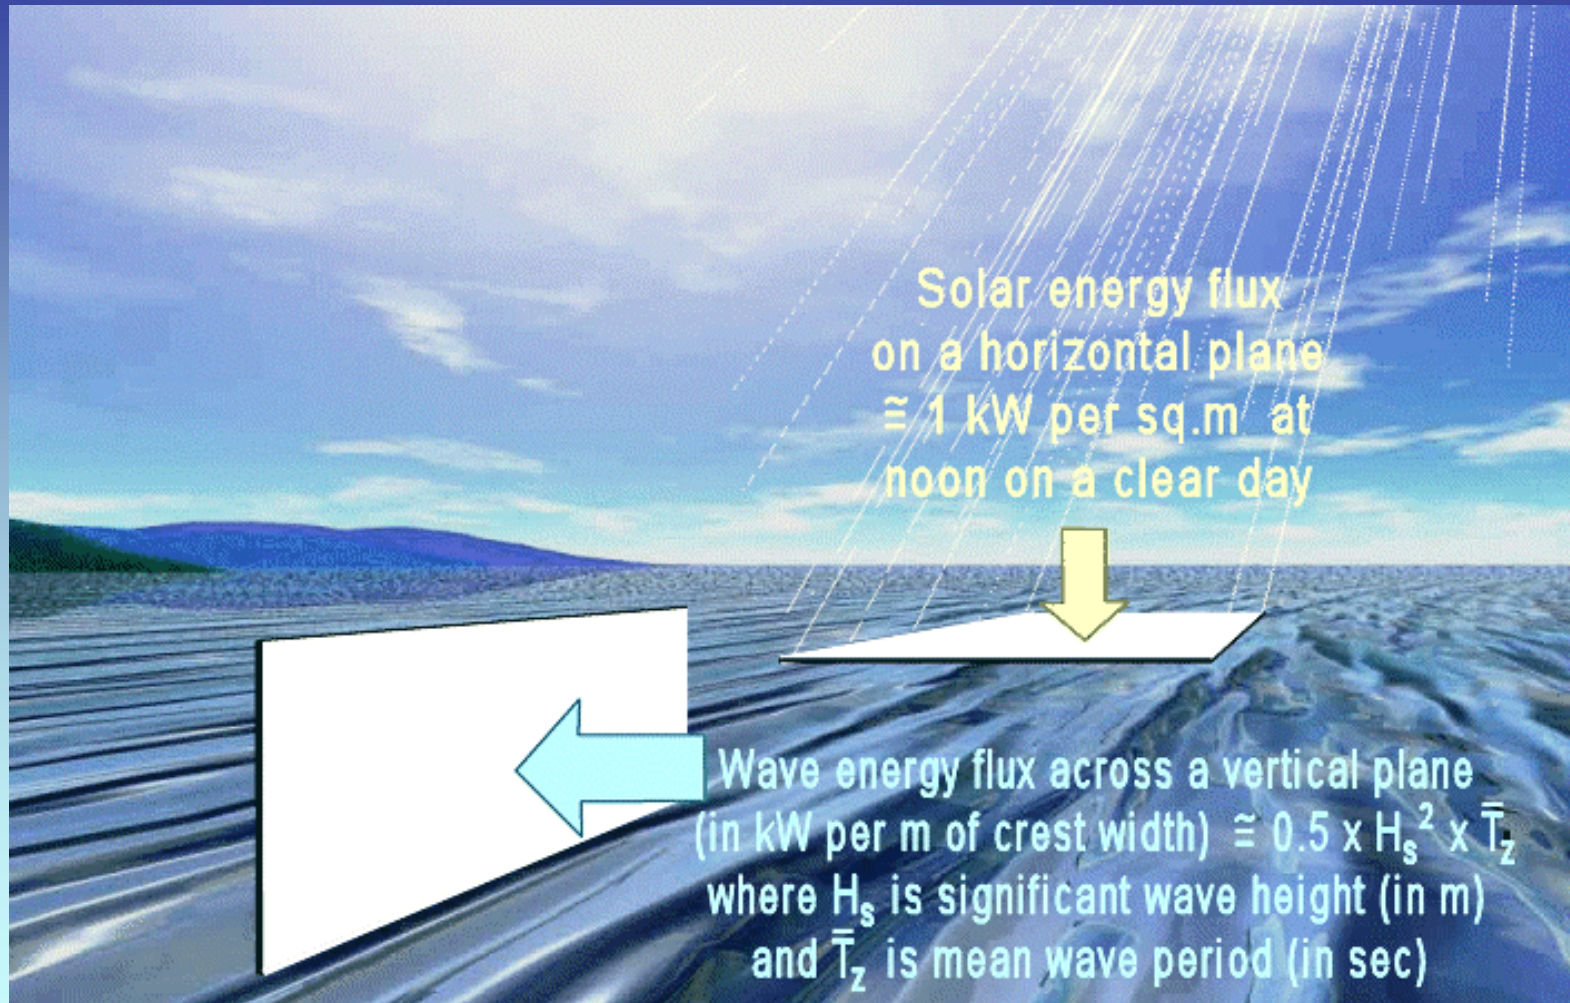 Solar energy flux
on a horizontal plane
≅ 1 kW per sq.m at
noon on a clear day
Wave energy flux across a vertical plane
(in kW per m of crest width) ≅ 0.5 x Hₛ² x T̅z
where Hₛ is significant wave height (in m)
and T̅z is mean wave period (in sec)